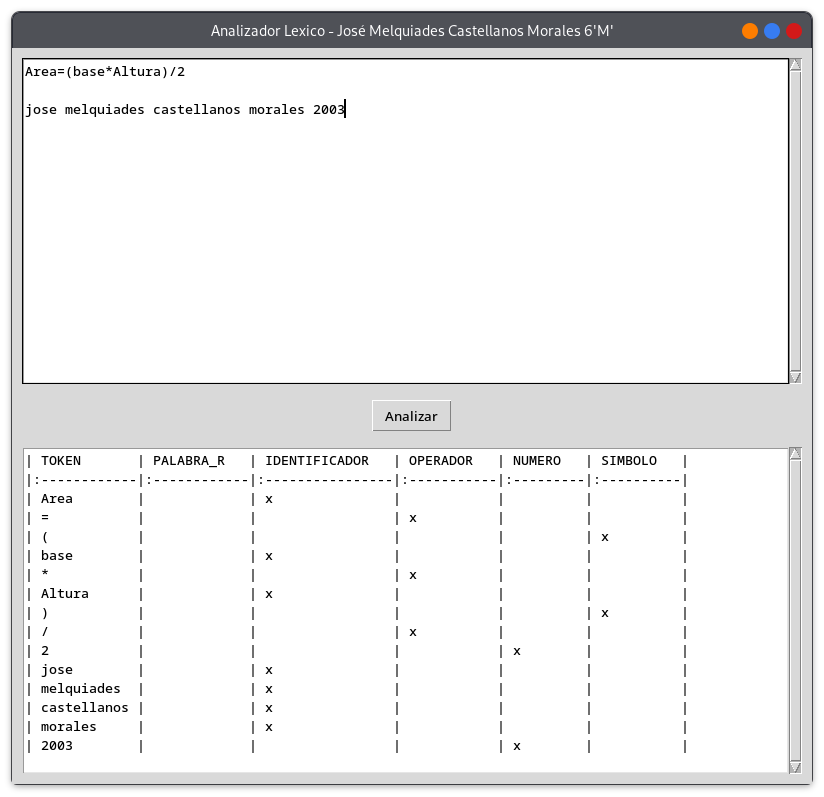 Analizador Lexico - José Melquiades Castellanos Morales 6'M'
Area=(base*Altura)/2
jose melquiades castellanos morales 2003
Analizar
| TOKEN       | PALABRA_R   | IDENTIFICADOR   | OPERADOR   | NUMERO   | SIMBOLO   |
|:------------|:------------|:----------------|:-----------|:---------|:----------|
| Area        |             | x               |            |          |           |
| =           |             |                 | x          |          |           |
| (           |             |                 |            |          | x         |
| base        |             | x               |            |          |           |
| *           |             |                 | x          |          |           |
| Altura      |             | x               |            |          |           |
| )           |             |                 |            |          | x         |
| /           |             |                 | x          |          |           |
| 2           |             |                 |            | x        |           |
| jose        |             | x               |            |          |           |
| melquiades  |             | x               |            |          |           |
| castellanos |             | x               |            |          |           |
| morales     |             | x               |            |          |           |
| 2003        |             |                 |            | x        |           |